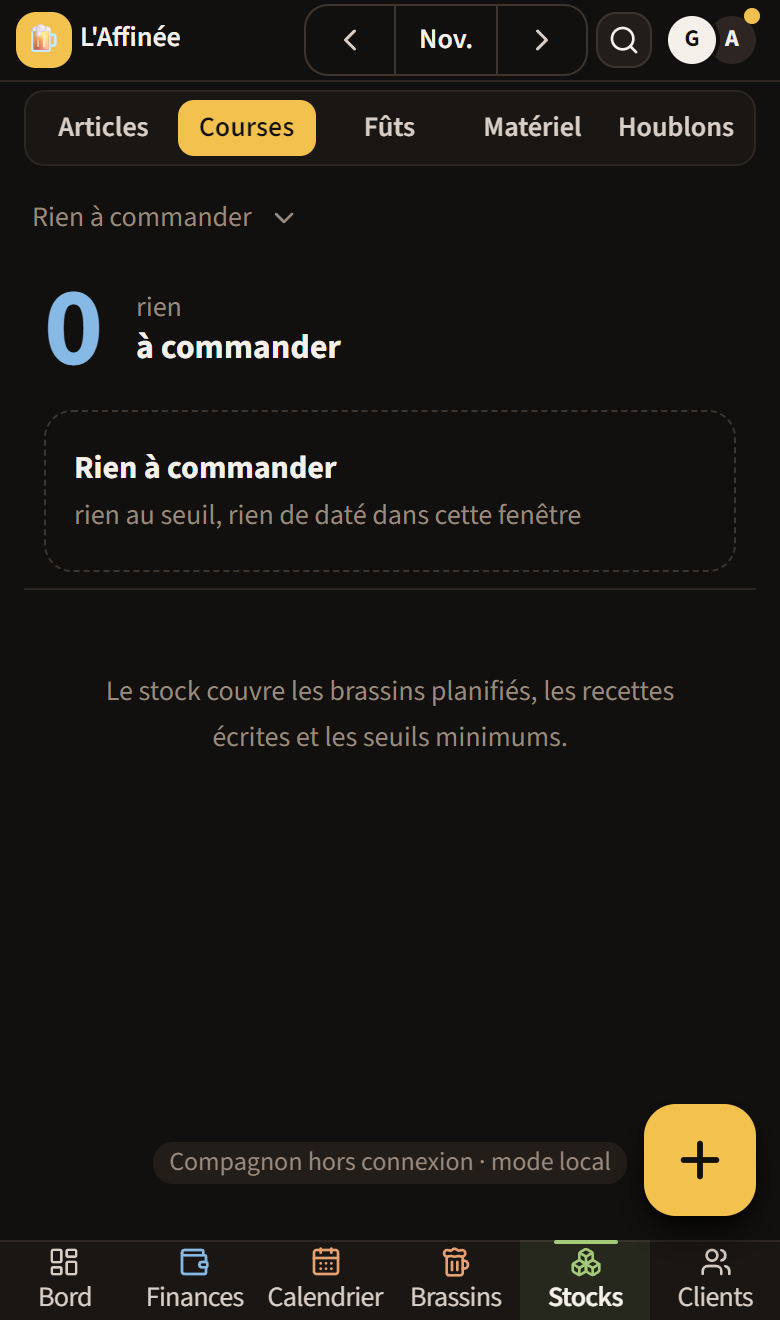 L'Affinée
Nov.
G
A
Articles
Courses
Fûts
Matériel
Houblons
Rien à commander
0
rien
à commander
Rien à commander
rien au seuil, rien de daté dans cette fenêtre
Le stock couvre les brassins planifiés, les recettes
écrites et les seuils minimums.
Compagnon hors connexion · mode local
Bord
Finances
Calendrier
Brassins
Stocks
Clients